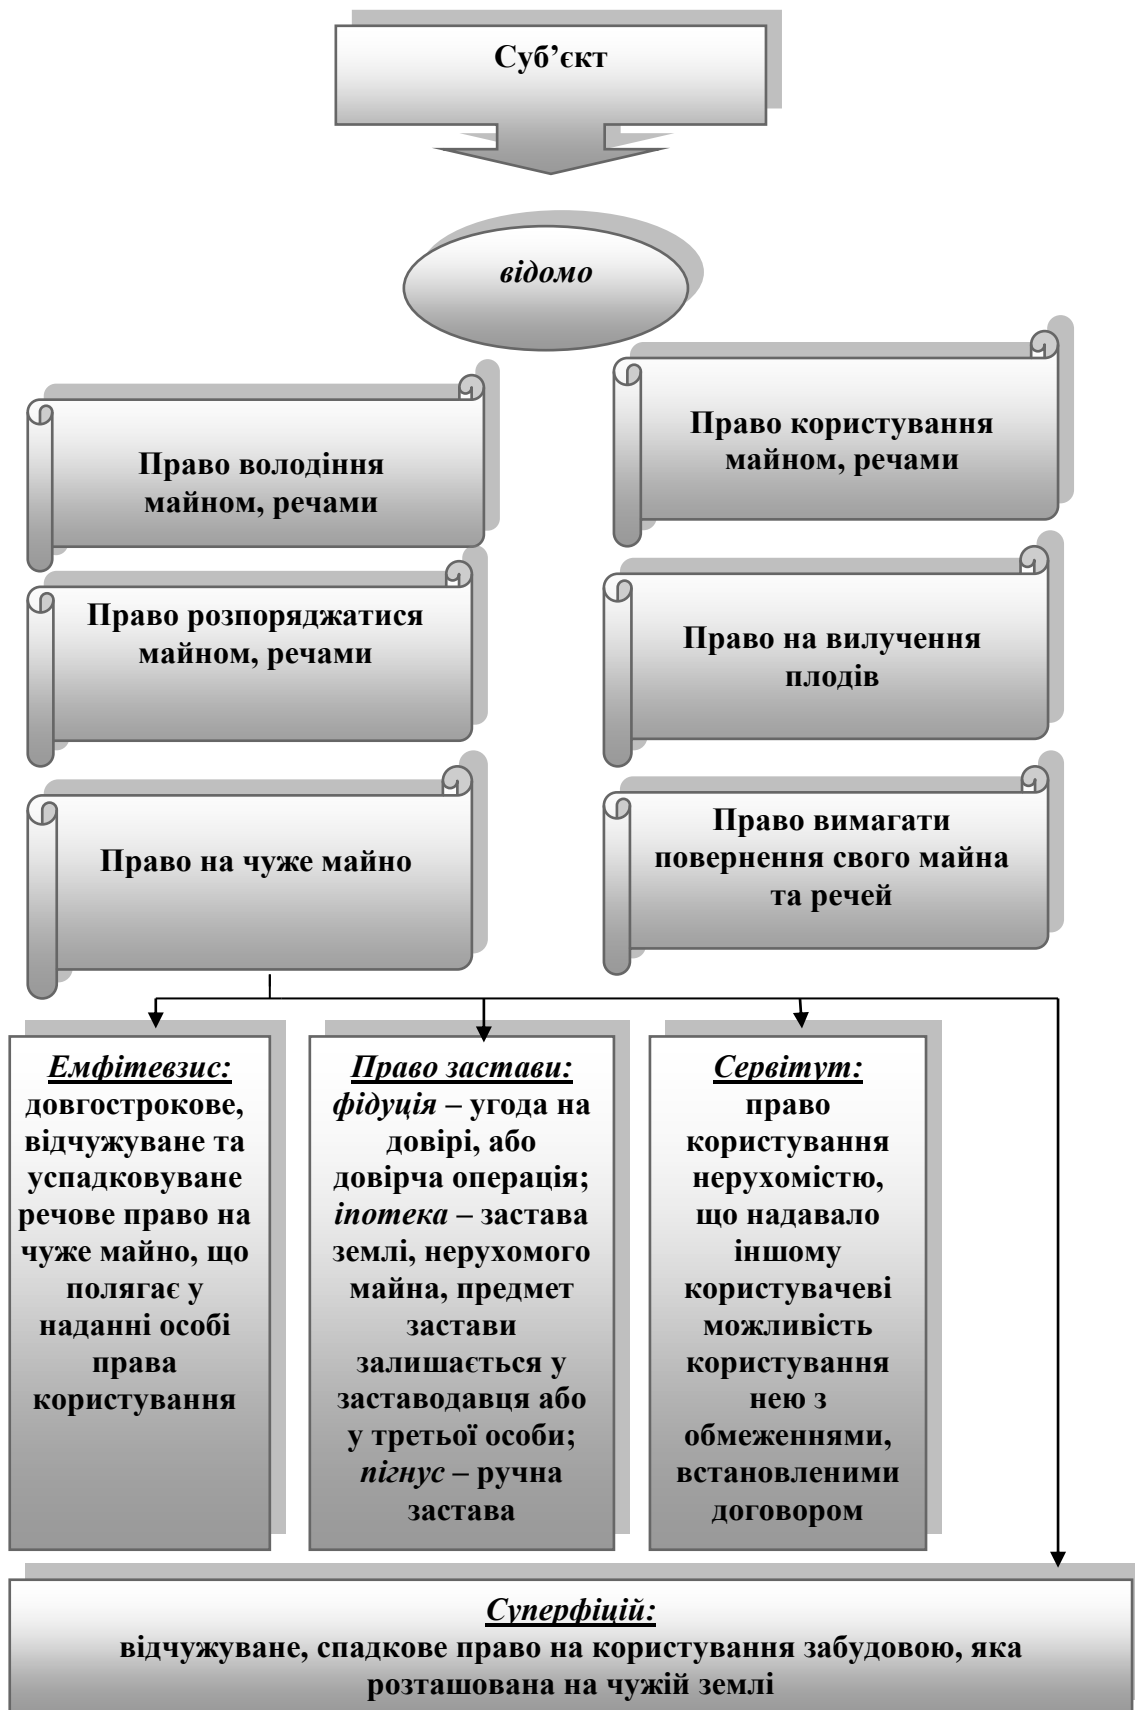 Суб’єкт
відомо
Право володіння
майном, речами
Право користування
майном, речами
Право розпоряджатися
майном, речами
Право на вилучення
плодів
Право на чуже майно
Право вимагати
повернення свого майна
та речей
Емфітевзис:
довгострокове,
відчужуване та
успадковуване
речове право на
чуже майно, що
полягає у
наданні особі
права
користування
Право застави:
фідуція – угода на
довірі, або
довірча операція;
іпотека – застава
землі, нерухомого
майна, предмет
застави
залишається у
заставодавця або
у третьої особи;
пігнус – ручна
застава
Сервітут:
право
користування
нерухомістю,
що надавало
іншому
користувачеві
можливість
користування
нею з
обмеженнями,
встановленими
договором
Суперфіцій:
відчужуване, спадкове право на користування забудовою, яка
розташована на чужій землі